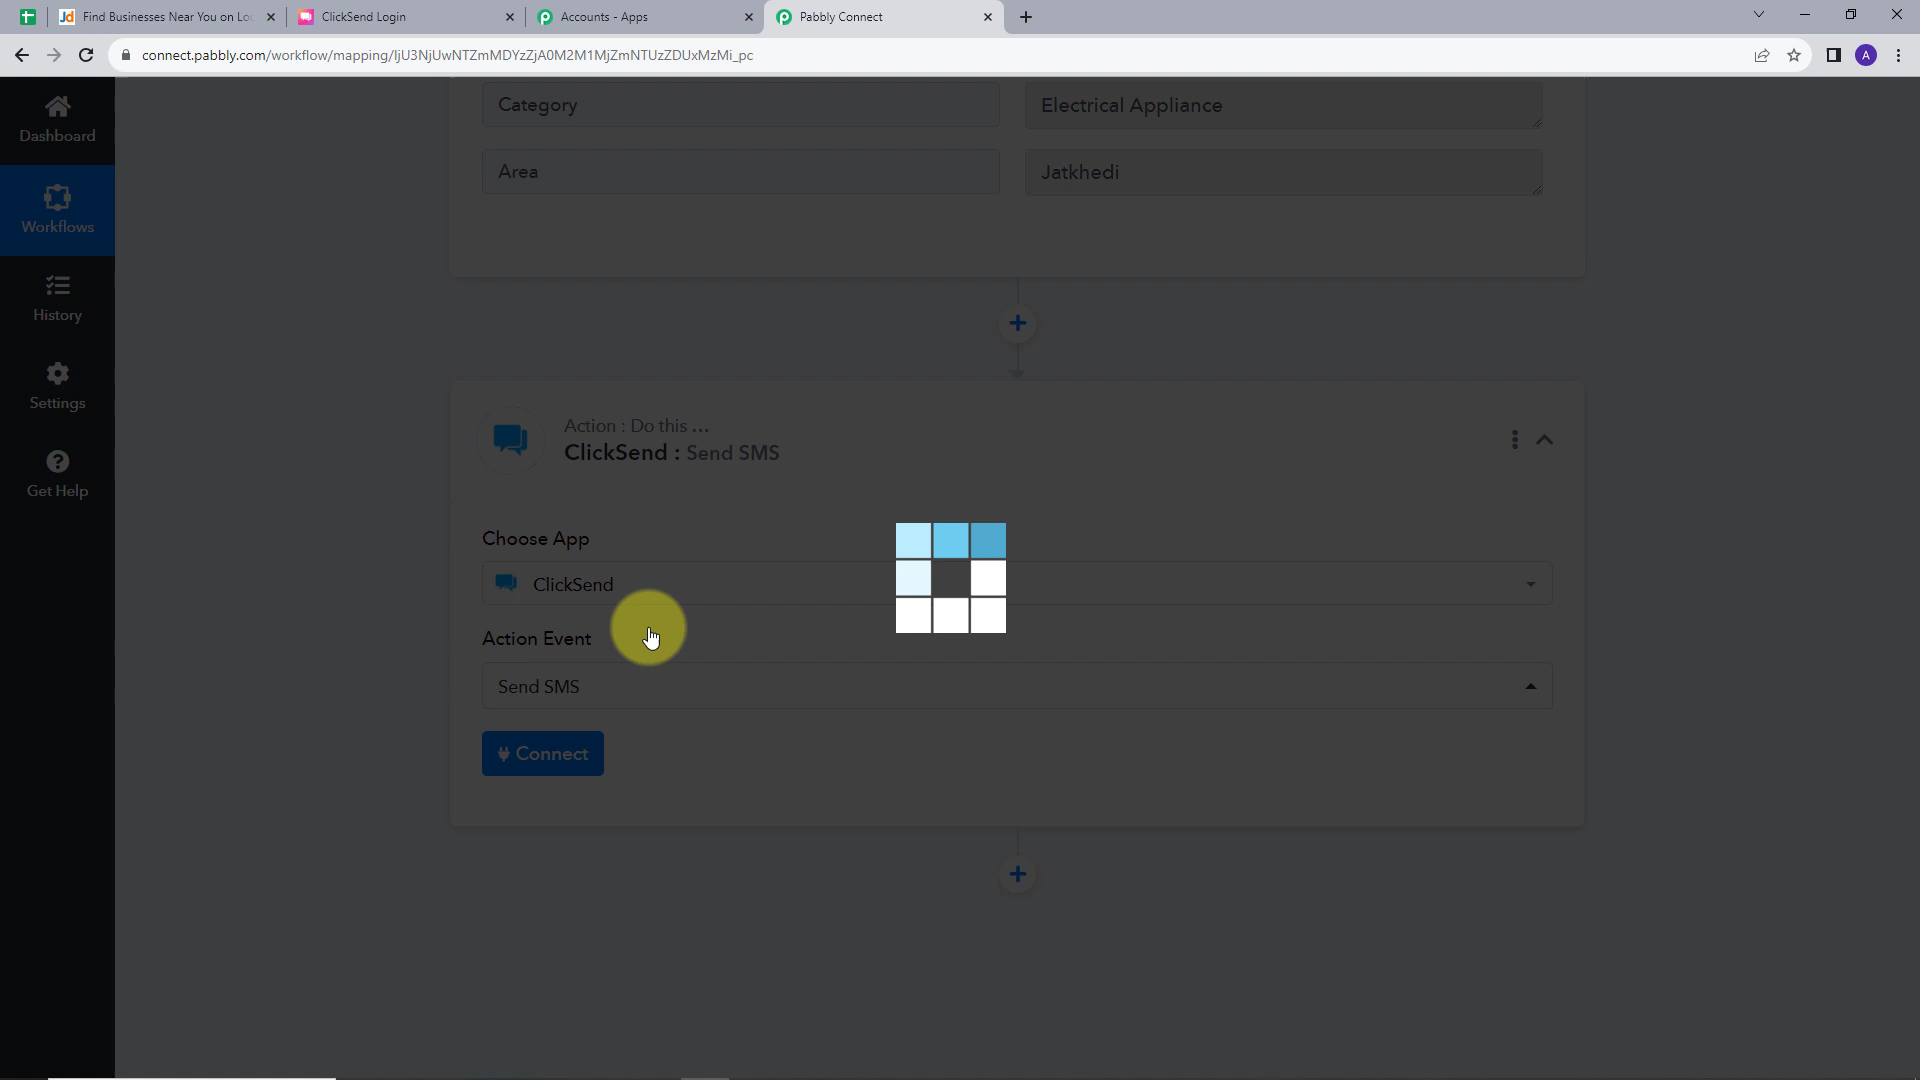 Jd Find Businesses Near You on Lo
ClickSend Login
Accounts - Apps
Pabbly Connect
connect.pabbly.com/workflow/mapping/IjU3NjUwNTZmMDYzZjA0M2M1MjZmNTUzZDUxMzMi_pc
A
Dashboard
Workflows
History
Settings
Get Help
Category
Electrical Appliance
Area
Jatkhedi
Action : Do this ...
ClickSend : Send SMS
Choose App
ClickSend
Action Event
Send SMS
Connect